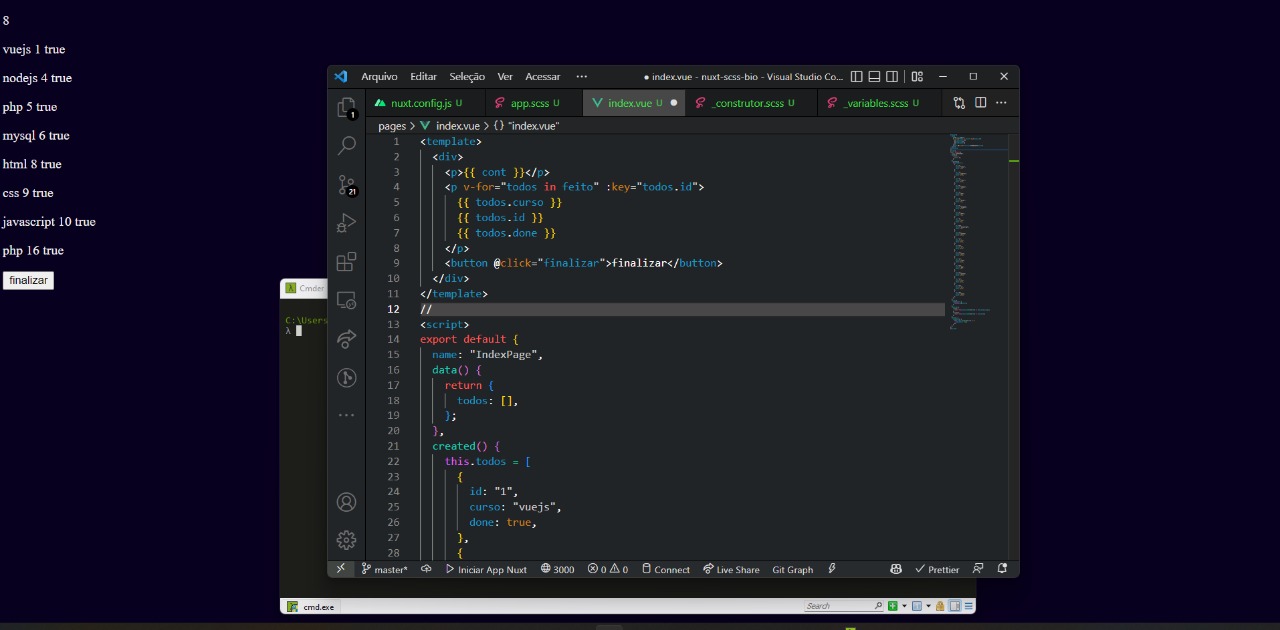 8
vuejs 1 true
nodejs 4 true
php 5 true
mysql 6 true
html 8 true
css 9 true
javascript 10 true
php 16 true
finalizar
Cmder
C:\Users
λ
Arquivo Editar Seleção Ver Acessar ··· ● index.vue - nuxt-scss-bio - Visual Studio Co...
nuxt.config.js U app.scss U index.vue U ● _construtor.scss U _variables.scss U ···
pages > index.vue > {} "index.vue"
1 <template>
2 <div>
3 <p>{{ cont }}</p>
4 <p v-for="todos in feito" :key="todos.id">
5 {{ todos.curso }}
6 {{ todos.id }}
7 {{ todos.done }}
8 </p>
9 <button @click="finalizar">finalizar</button>
10 </div>
11 </template>
12 //
13 <script>
14 export default {
15 name: "IndexPage",
16 data() {
17 return {
18 todos: [],
19 };
20 },
21 created() {
22 this.todos = [
23 {
24 id: "1",
25 curso: "vuejs",
26 done: true,
27 },
28 {
1
21
master* Iniciar App Nuxt 3000 0 0 Connect Live Share Git Graph Prettier
cmd.exe Search